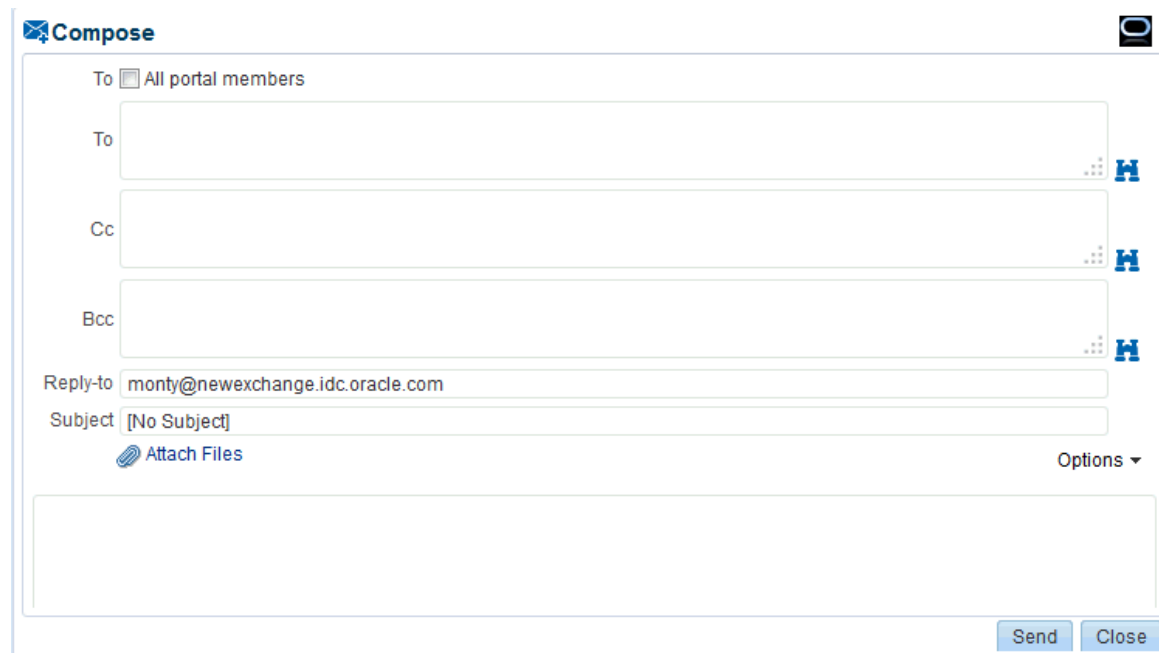 Compose
To All portal members
To
Cc
Bcc
Reply-to monty@newexchange.idc.oracle.com
Subject [No Subject]
Attach Files
Options
Send Close